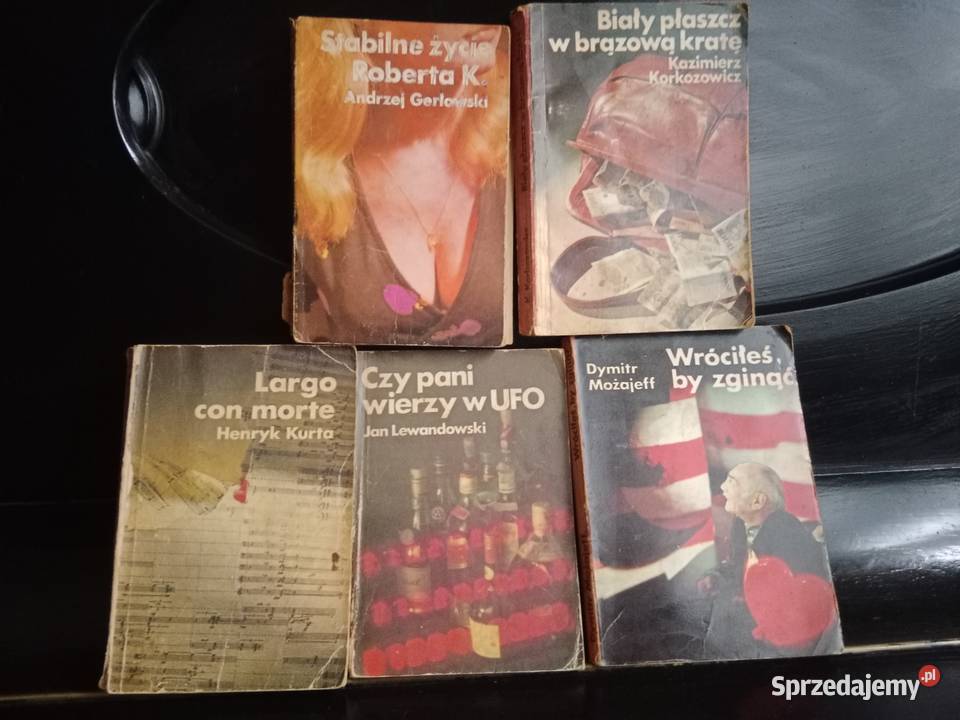 Stabilne życie
Roberta K.
Andrzej Gerłowski
Biały płaszcz
w brązową kratę
Kazimierz
Korkozowicz
Largo
con morte
Henryk Kurta
Czy pani
wierzy w UFO
Jan Lewandowski
Dymitr
Możajeff
Wróciłeś,
by zginąć
Sprzedajemy.pl